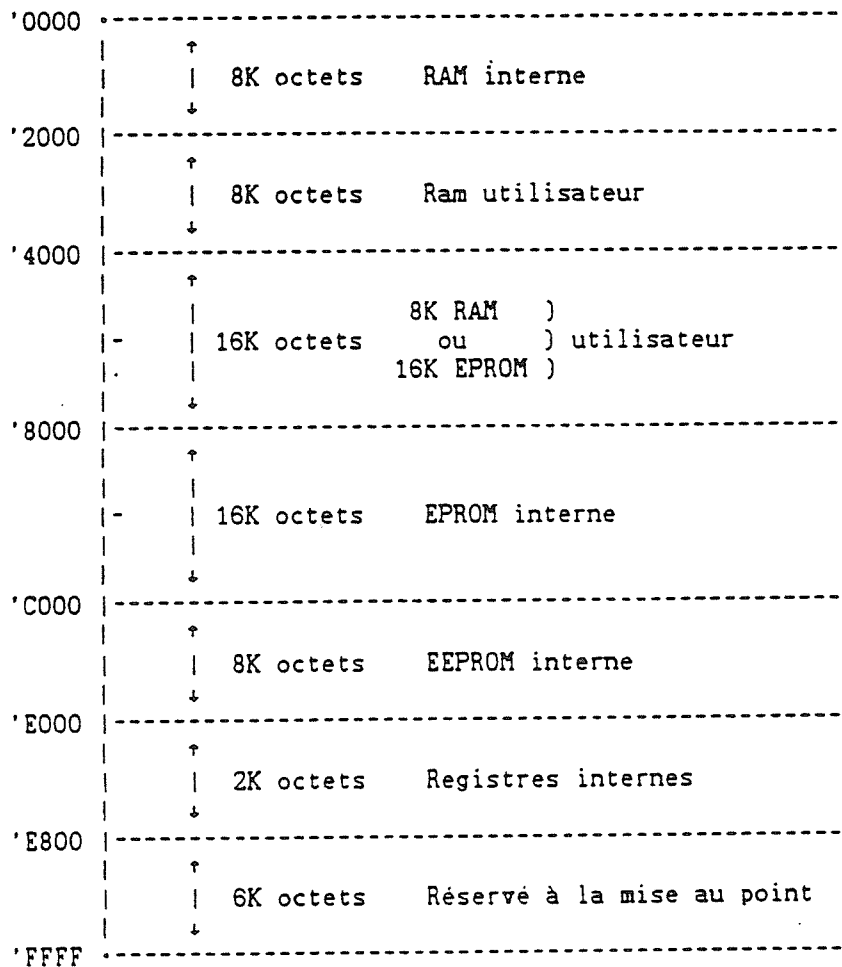 '0000
8K octets RAM interne
'2000
8K octets Ram utilisateur
'4000
8K RAM )
16K octets ou ) utilisateur
16K EPROM )
'8000
16K octets EPROM interne
'C000
8K octets EEPROM interne
'E000
2K octets Registres internes
'E800
6K octets Réservé à la mise au point
'FFFF